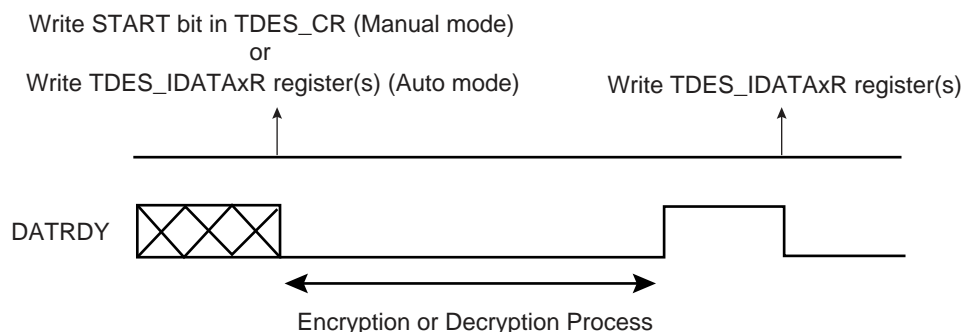 Write START bit in TDES_CR (Manual mode)
or
Write TDES_IDATAxR register(s) (Auto mode)
Write TDES_IDATAxR register(s)
DATRDY
Encryption or Decryption Process